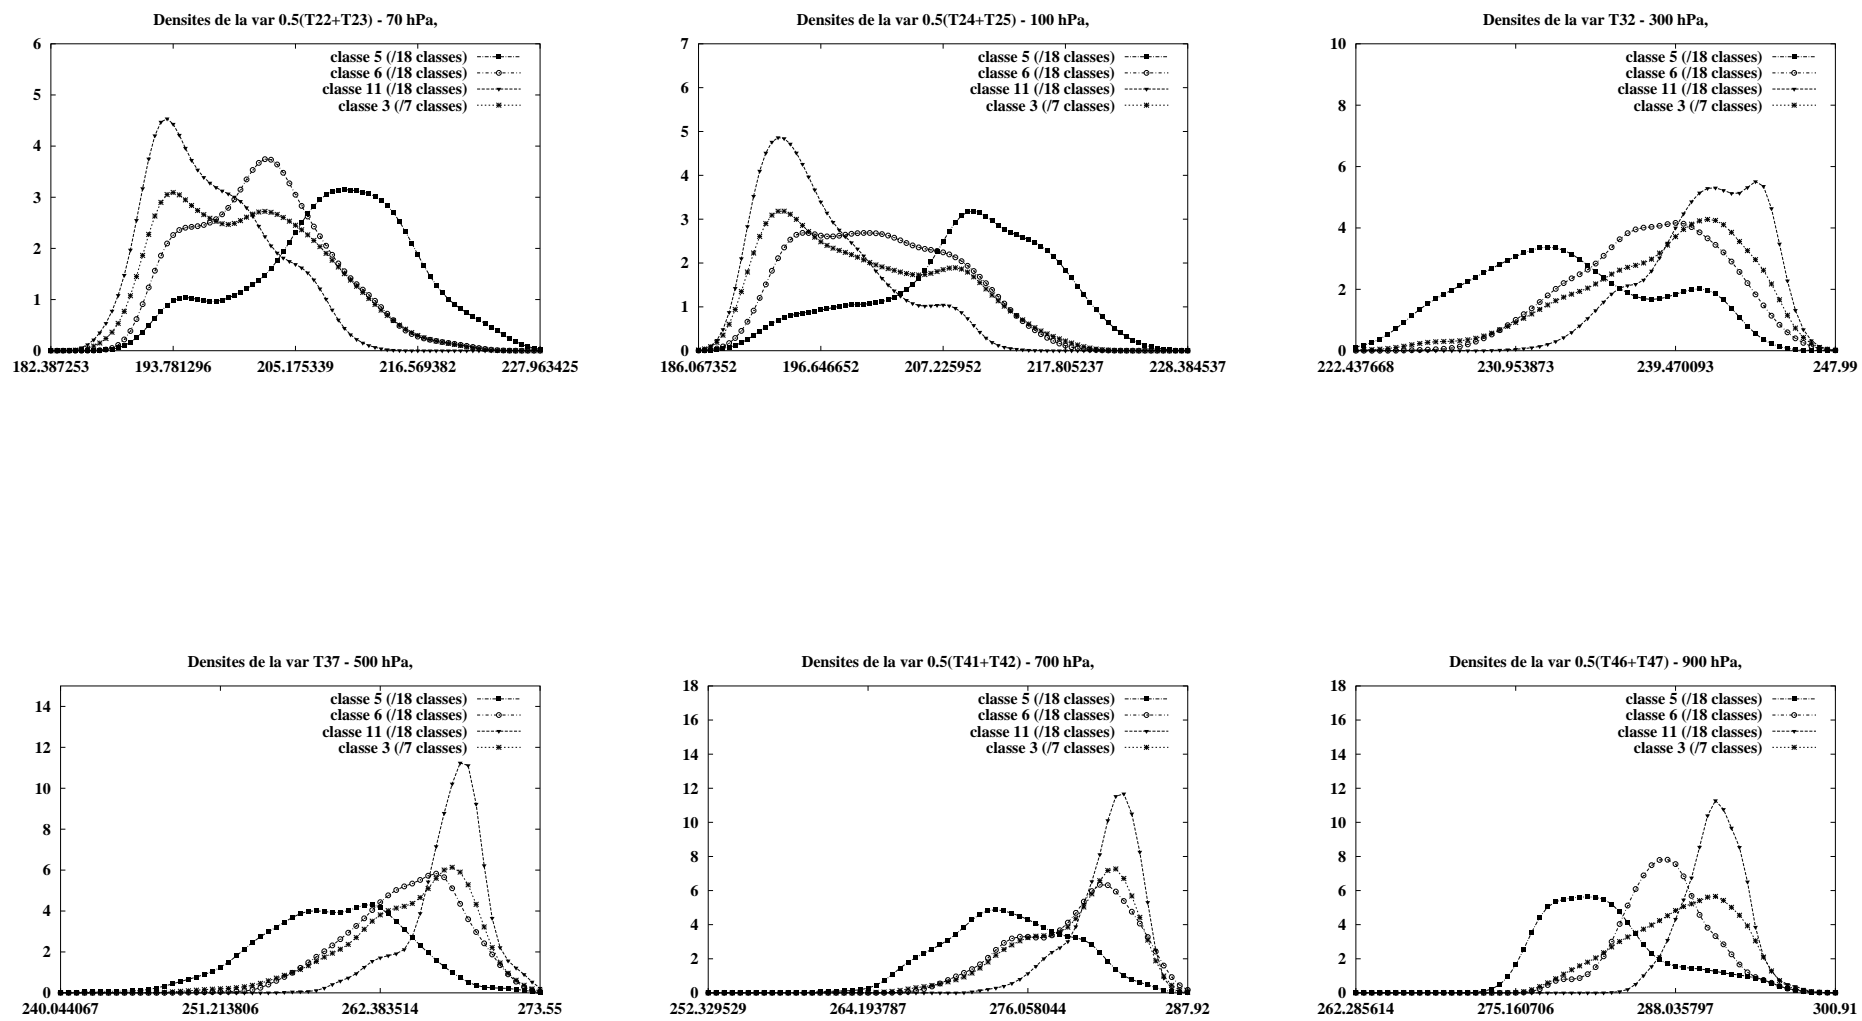 Densites de la var 0.5(T22+T23) - 70 hPa,
6
5
4
3
2
1
0
182.387253 193.781296 205.175339 216.569382 227.963425
classe 5 (/18 classes)
classe 6 (/18 classes)
classe 11 (/18 classes)
classe 3 (/7 classes)
Densites de la var 0.5(T24+T25) - 100 hPa,
7
6
5
4
3
2
1
0
186.067352 196.646652 207.225952 217.805237 228.384537
classe 5 (/18 classes)
classe 6 (/18 classes)
classe 11 (/18 classes)
classe 3 (/7 classes)
Densites de la var T32 - 300 hPa,
10
8
6
4
2
0
222.437668 230.953873 239.470093 247.99
classe 5 (/18 classes)
classe 6 (/18 classes)
classe 11 (/18 classes)
classe 3 (/7 classes)
Densites de la var T37 - 500 hPa,
14
12
10
8
6
4
2
0
240.044067 251.213806 262.383514 273.55
classe 5 (/18 classes)
classe 6 (/18 classes)
classe 11 (/18 classes)
classe 3 (/7 classes)
Densites de la var 0.5(T41+T42) - 700 hPa,
18
16
14
12
10
8
6
4
2
0
252.329529 264.193787 276.058044 287.92
classe 5 (/18 classes)
classe 6 (/18 classes)
classe 11 (/18 classes)
classe 3 (/7 classes)
Densites de la var 0.5(T46+T47) - 900 hPa,
18
16
14
12
10
8
6
4
2
0
262.285614 275.160706 288.035797 300.91
classe 5 (/18 classes)
classe 6 (/18 classes)
classe 11 (/18 classes)
classe 3 (/7 classes)